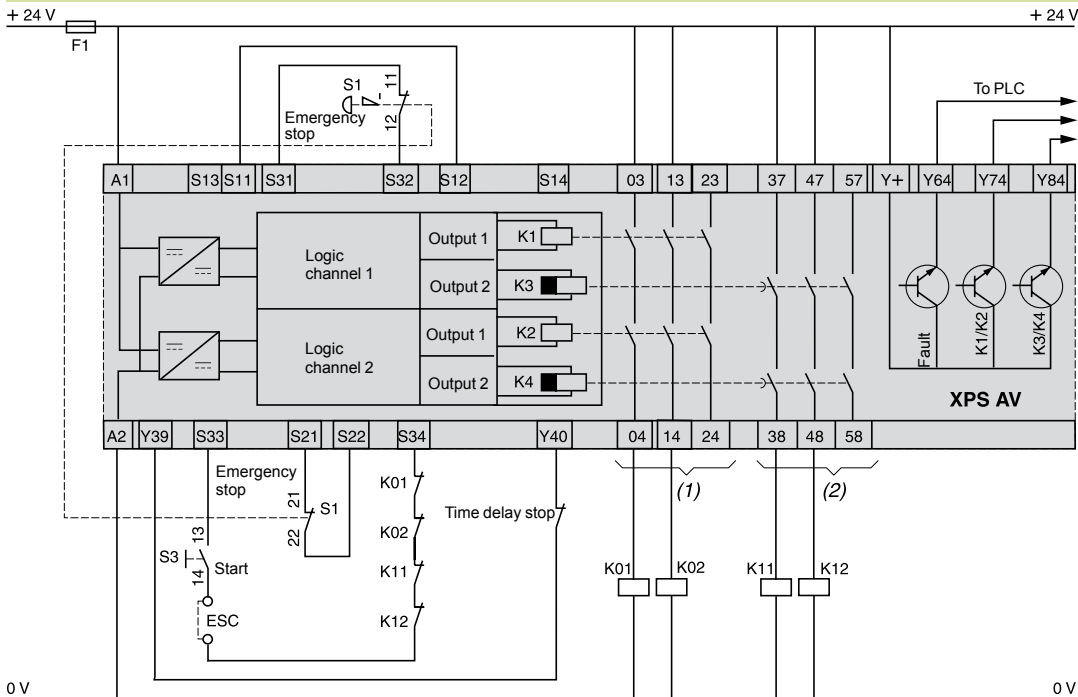 + 24 V
+ 24 V
F1
To PLC
S1
11
Emergency
stop
12
A1
S13
S11
S31
S32
S12
S14
03
13
23
37
47
57
Y+
Y64
Y74
Y84
Logic
channel 1
Output 1
K1
Output 2
K3
Logic
channel 2
Output 1
K2
Output 2
K4
Fault
K1/K2
K3/K4
XPS AV
A2
Y39
S33
S21
S22
S34
Y40
04
14
24
38
48
58
Emergency
stop
21
S1
22
K01
K02
K11
K12
Time delay stop
(1)
(2)
13
S3
Start
14
ESC
K01
K02
K11
K12
0 V
0 V